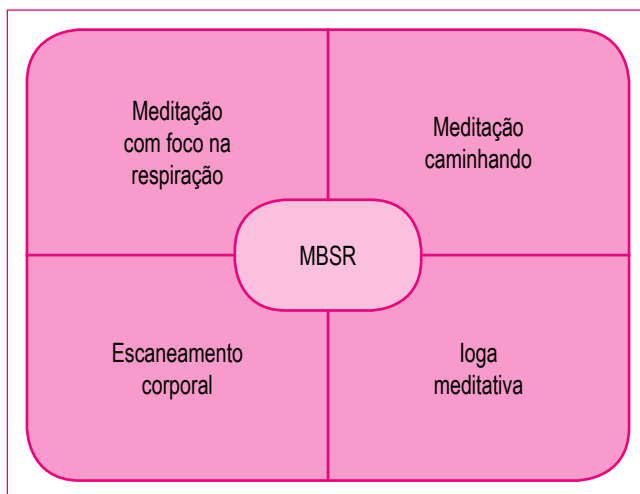 Meditação
com foco na
respiração
Meditação
caminhando
MBSR
Escaneamento
corporal
Ioga
meditativa